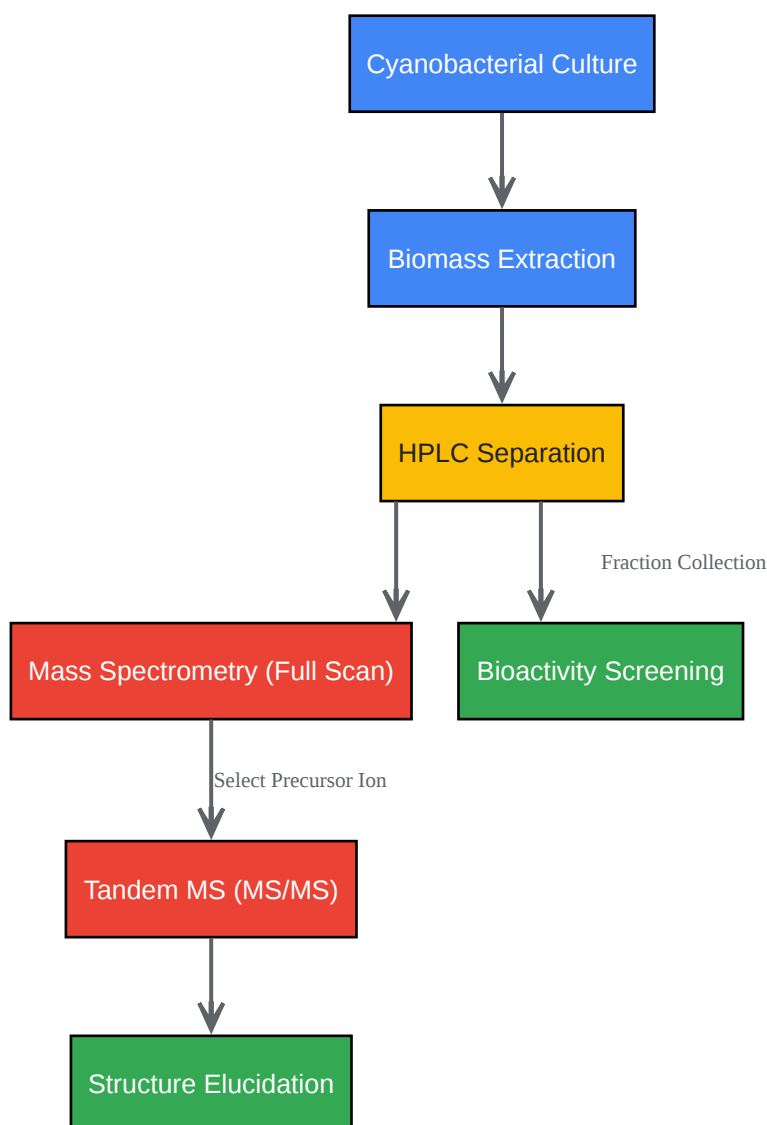 Cyanobacterial Culture
Biomass Extraction
HPLC Separation
Fraction Collection
Mass Spectrometry (Full Scan)
Bioactivity Screening
Select Precursor Ion
Tandem MS (MS/MS)
Structure Elucidation